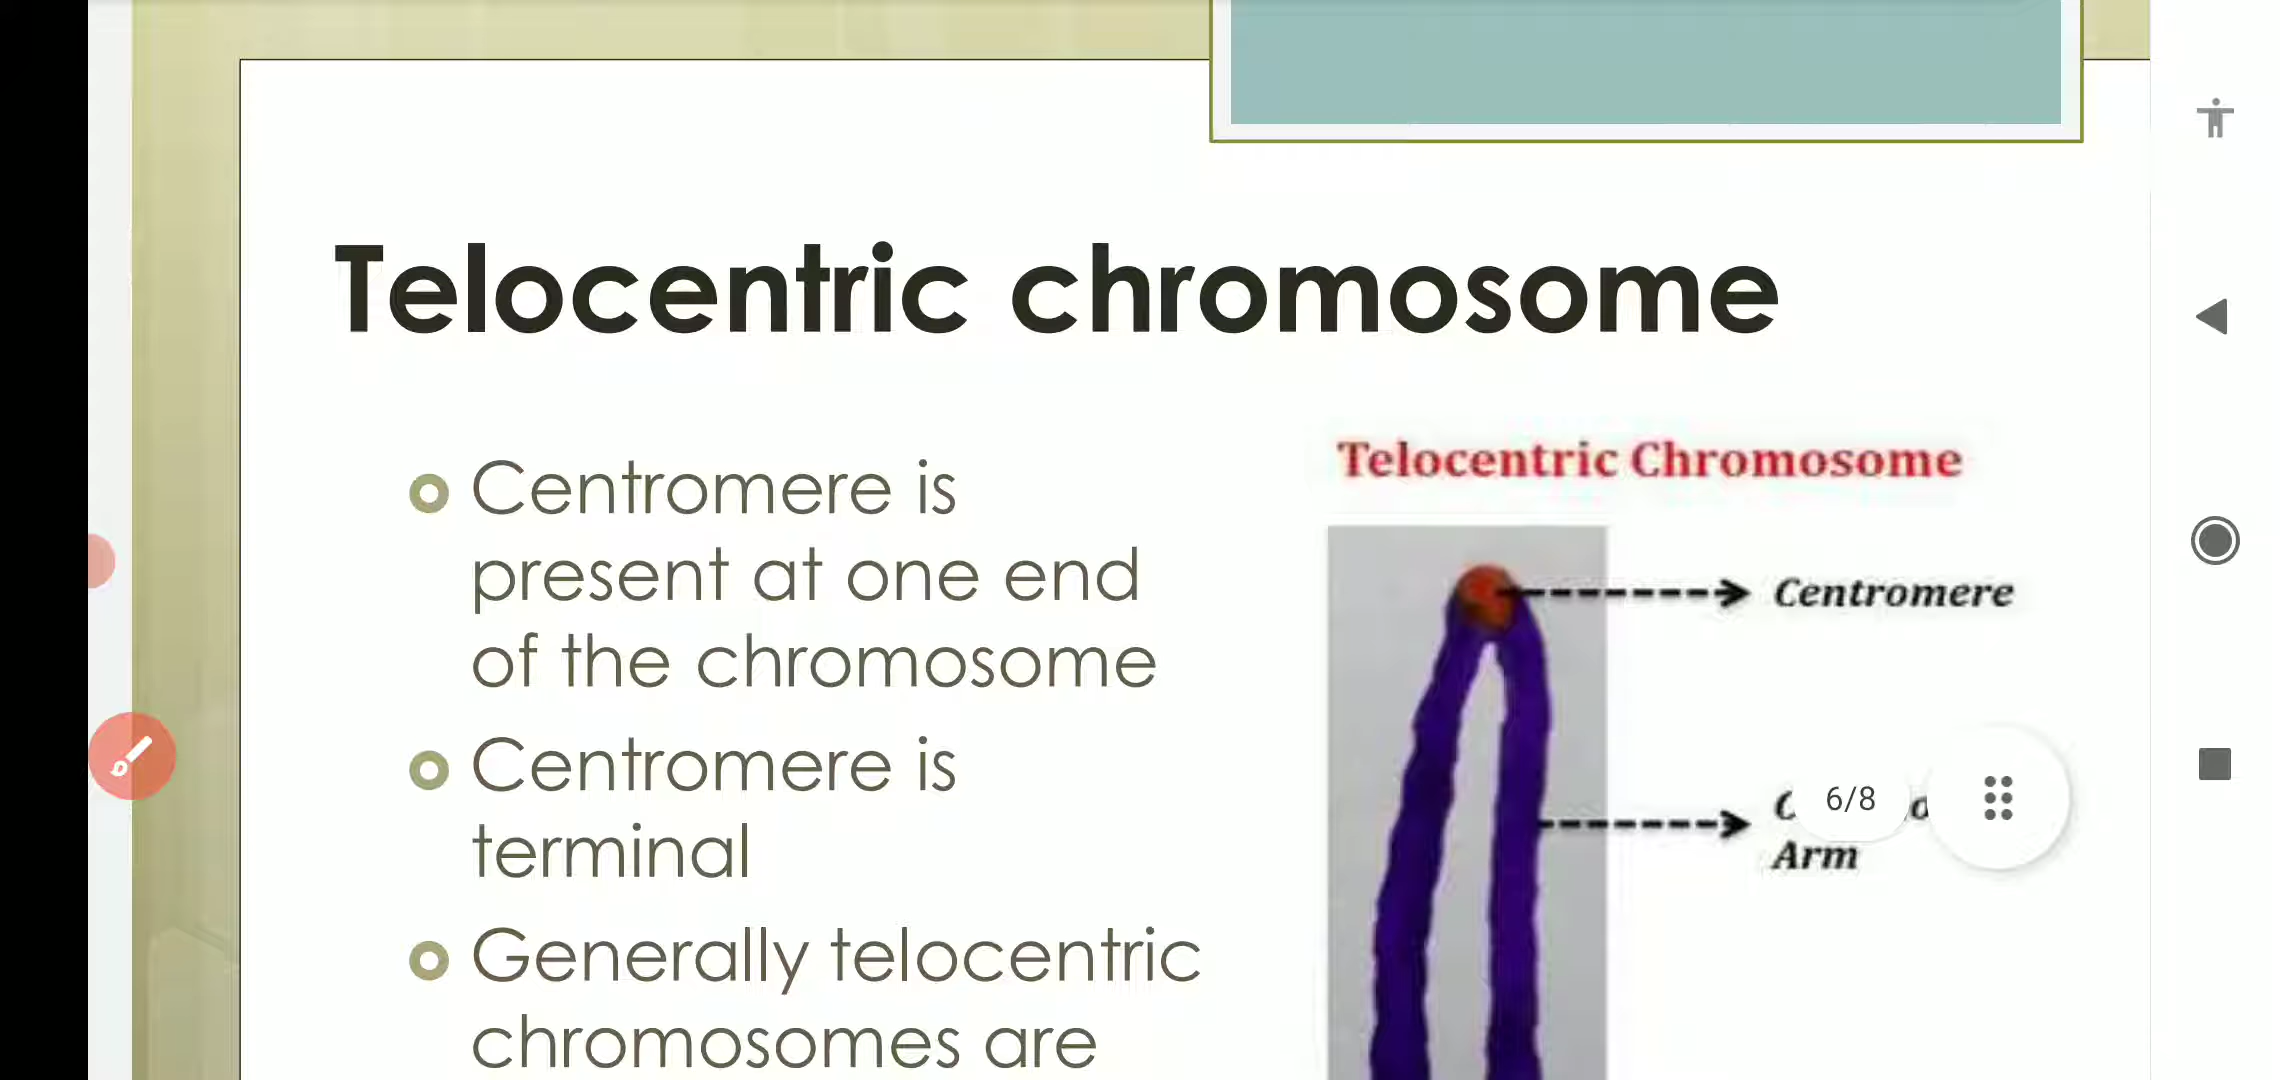 Telocentric chromosome
Centromere is
present at one end
of the chromosome
Centromere is
terminal
Generally telocentric
chromosomes are
Telocentric Chromosome
Centromere
Arm
6/8